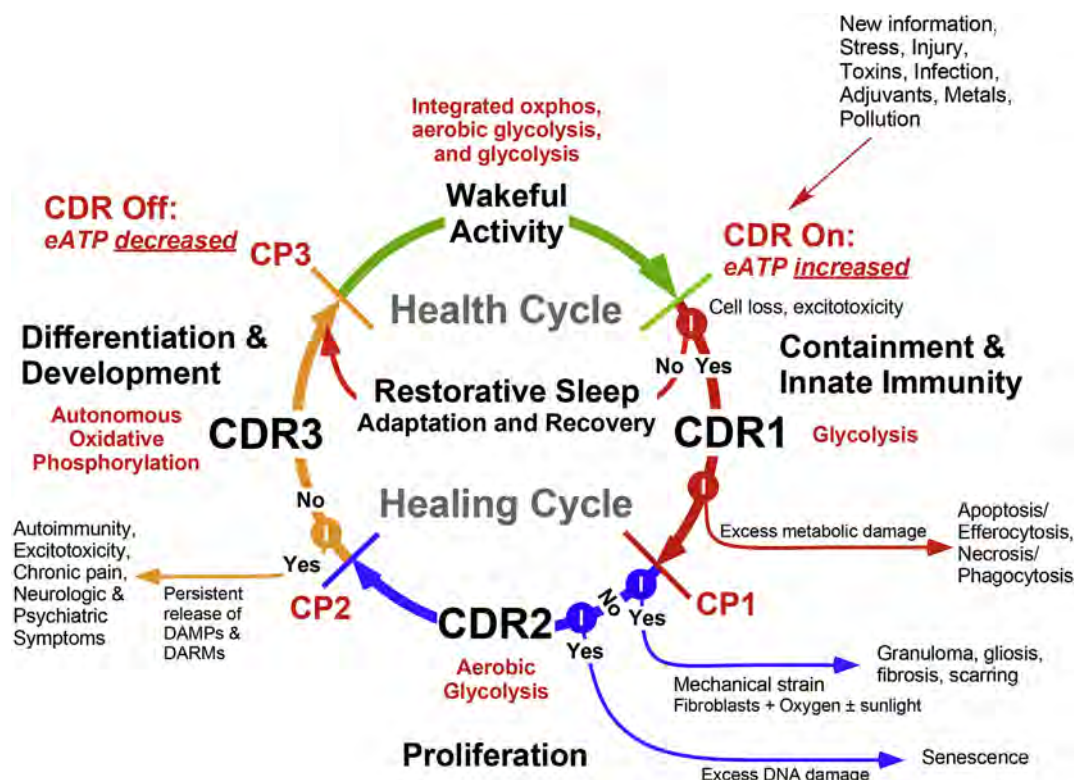 New information,
Stress, Injury,
Toxins, Infection,
Adjuvants, Metals,
Pollution
Integrated oxphos,
aerobic glycolysis,
and glycolysis
Wakeful
Activity
CDR Off:
eATP decreased
CP3
CDR On:
eATP increased
Health Cycle
Cell loss, excitotoxicity
No
Yes
Differentiation &
Development
Containment &
Innate Immunity
Restorative Sleep
Adaptation and Recovery
Autonomous
Oxidative
Phosphorylation
CDR3
CDR1
Glycolysis
Healing Cycle
No
Yes
Autoimmunity,
Excitotoxicity,
Chronic pain,
Neurologic &
Psychiatric
Symptoms
Persistent
release of
DAMPs &
DARMs
Excess metabolic damage
Apoptosis/
Efferocytosis,
Necrosis/
Phagocytosis
CP2
CP1
CDR2
No
Yes
Yes
Aerobic
Glycolysis
Mechanical strain
Fibroblasts + Oxygen ± sunlight
Granuloma, gliosis,
fibrosis, scarring
Proliferation
Excess DNA damage
Senescence